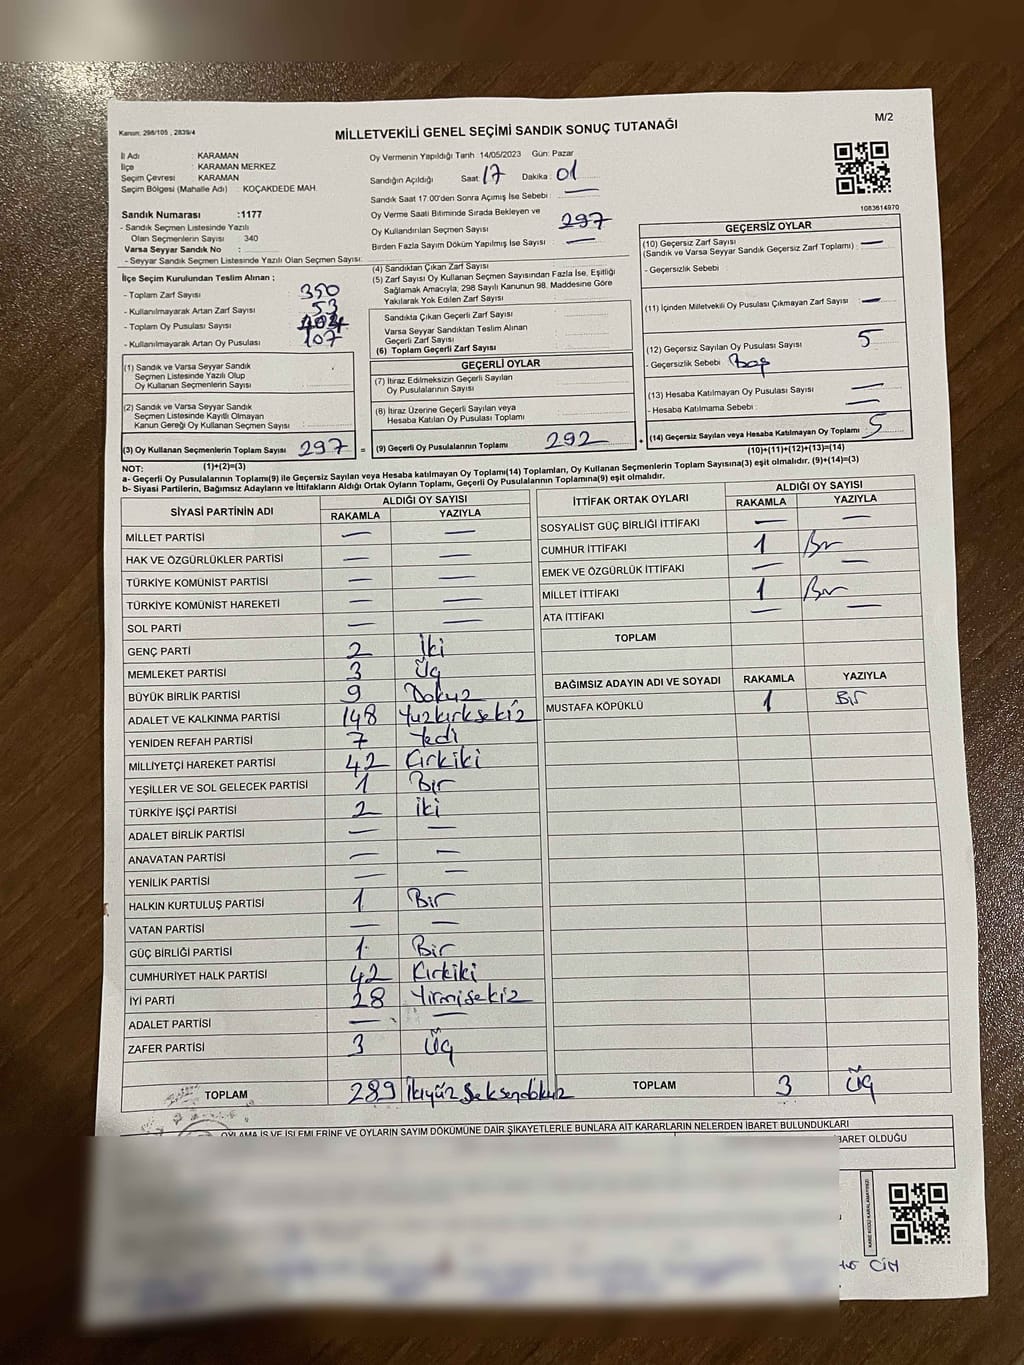 Kanun: 298/105 , 2839/4
MİLLETVEKİLİ GENEL SEÇİMİ SANDIK SONUÇ TUTANAĞI
M/2
İl Adı : KARAMAN
İlçe : KARAMAN MERKEZ
Seçim Çevresi : KARAMAN
Seçim Bölgesi (Mahalle Adı) : KOÇAKDEDE MAH.
Sandık Numarası :1177
- Sandık Seçmen Listesinde Yazılı
Olan Seçmenlerin Sayısı 340
Varsa Seyyar Sandık No :
- Seyyar Sandık Seçmen Listesinde Yazılı Olan Seçmen Sayısı:
Oy Vermenin Yapıldığı Tarih 14/05/2023 Gün: Pazar
Sandığın Açıldığı Saat: 17 Dakika: 01
Sandık Saat 17.00'den Sonra Açımış İse Sebebi : —
Oy Verme Saati Bitiminde Sırada Bekleyen ve
Oy Kullandırılan Seçmen Sayısı 297
Birden Fazla Sayım Döküm Yapılmış İse Sayısı : —
1083614970
İlçe Seçim Kurulundan Teslim Alınan ;
- Toplam Zarf Sayısı 350
- Kullanılmayarak Artan Zarf Sayısı 53
- Toplam Oy Pusulası Sayısı 404
- Kullanılmayarak Artan Oy Pusulası 107
(1) Sandık ve Varsa Seyyar Sandık
Seçmen Listesinde Yazılı Olup
Oy Kullanan Seçmenlerin Sayısı :
(2) Sandık ve Varsa Seyyar Sandık
Seçmen Listesinde Kayıtlı Olmayan
Kanun Gereği Oy Kullanan Seçmen Sayısı :
(3) Oy Kullanan Seçmenlerin Toplam Sayısı 297 =
(1)+(2)=(3)
(4) Sandıktan Çıkan Zarf Sayısı
(5) Zarf Sayısı Oy Kullanan Seçmen Sayısından Fazla İse, Eşitliği
Sağlamak Amacıyla; 298 Sayılı Kanunun 98. Maddesine Göre
Yakılarak Yok Edilen Zarf Sayısı
Sandıkta Çıkan Geçerli Zarf Sayısı
Varsa Seyyar Sandıktan Teslim Alınan
Geçerli Zarf Sayısı
(6) Toplam Geçerli Zarf Sayısı
GEÇERLİ OYLAR
(7) İtiraz Edilmeksizin Geçerli Sayılan
Oy Pusulalarının Sayısı
(8) İtiraz Üzerine Geçerli Sayılan veya
Hesaba Katılan Oy Pusulası Toplamı
(9) Geçerli Oy Pusulalarının Toplamı 292 +
GEÇERSİZ OYLAR
(10) Geçersiz Zarf Sayısı
(Sandık ve Varsa Seyyar Sandık Geçersiz Zarf Toplamı) : —
- Geçersizlik Sebebi
(11) İçinden Milletvekili Oy Pusulası Çıkmayan Zarf Sayısı —
(12) Geçersiz Sayılan Oy Pusulası Sayısı 5
- Geçersizlik Sebebi : Boş
(13) Hesaba Katılmayan Oy Pusulası Sayısı —
- Hesaba Katılmama Sebebi : —
(14) Geçersiz Sayılan veya Hesaba Katılmayan Oy Toplamı 5
(10)+(11)+(12)+(13)=(14)
NOT:
a- Geçerli Oy Pusulalarının Toplamı(9) ile Geçersiz Sayılan veya Hesaba katılmayan Oy Toplamı(14) Toplamları, Oy Kullanan Seçmenlerin Toplam Sayısına(3) eşit olmalıdır. (9)+(14)=(3)
b- Siyasi Partilerin, Bağımsız Adayların ve İttifakların Aldığı Ortak Oyların Toplamı, Geçerli Oy Pusulalarının Toplamına(9) eşit olmalıdır.
SİYASİ PARTİNİN ADI ALDIĞI OY SAYISI
RAKAMLA YAZIYLA
MİLLET PARTİSİ — —
HAK VE ÖZGÜRLÜKLER PARTİSİ — —
TÜRKİYE KOMÜNİST PARTİSİ — —
TÜRKİYE KOMÜNİST HAREKETİ — —
SOL PARTİ — —
GENÇ PARTİ 2 İki
MEMLEKET PARTİSİ 3 Üç
BÜYÜK BİRLİK PARTİSİ 9 Dokuz
ADALET VE KALKINMA PARTİSİ 148 Yüzkırksekiz
YENİDEN REFAH PARTİSİ 7 Yedi
MİLLİYETÇİ HAREKET PARTİSİ 42 Kırkiki
YEŞİLLER VE SOL GELECEK PARTİSİ 1 Bir
TÜRKİYE İŞÇİ PARTİSİ 2 iki
ADALET BİRLİK PARTİSİ — —
ANAVATAN PARTİSİ — —
YENİLİK PARTİSİ — —
HALKIN KURTULUŞ PARTİSİ 1 Bir
VATAN PARTİSİ — —
GÜÇ BİRLİĞİ PARTİSİ 1 Bir
CUMHURİYET HALK PARTİSİ 42 Kırkiki
İYİ PARTİ 28 Yirmisekiz
ADALET PARTİSİ — —
ZAFER PARTİSİ 3 Üç
TOPLAM 289 İkiyüz Seksendokuz
İTTİFAK ORTAK OYLARI ALDIĞI OY SAYISI
RAKAMLA YAZIYLA
SOSYALİST GÜÇ BİRLİĞİ İTTİFAKI — —
CUMHUR İTTİFAKI 1 Bir
EMEK VE ÖZGÜRLÜK İTTİFAKI — —
MİLLET İTTİFAKI 1 Bir
ATA İTTİFAKI — —
TOPLAM
BAĞIMSIZ ADAYIN ADI VE SOYADI RAKAMLA YAZIYLA
MUSTAFA KÖPÜKLÜ 1 Bir
TOPLAM 3 Üç
OYLAMA İŞ VE İŞLEMLERİNE VE OYLARIN SAYIM DÖKÜMÜNE DAİR ŞİKAYETLERLE BUNLARA AİT KARARLARIN NELERDEN İBARET BULUNDUKLARI
BARET OLDUĞU